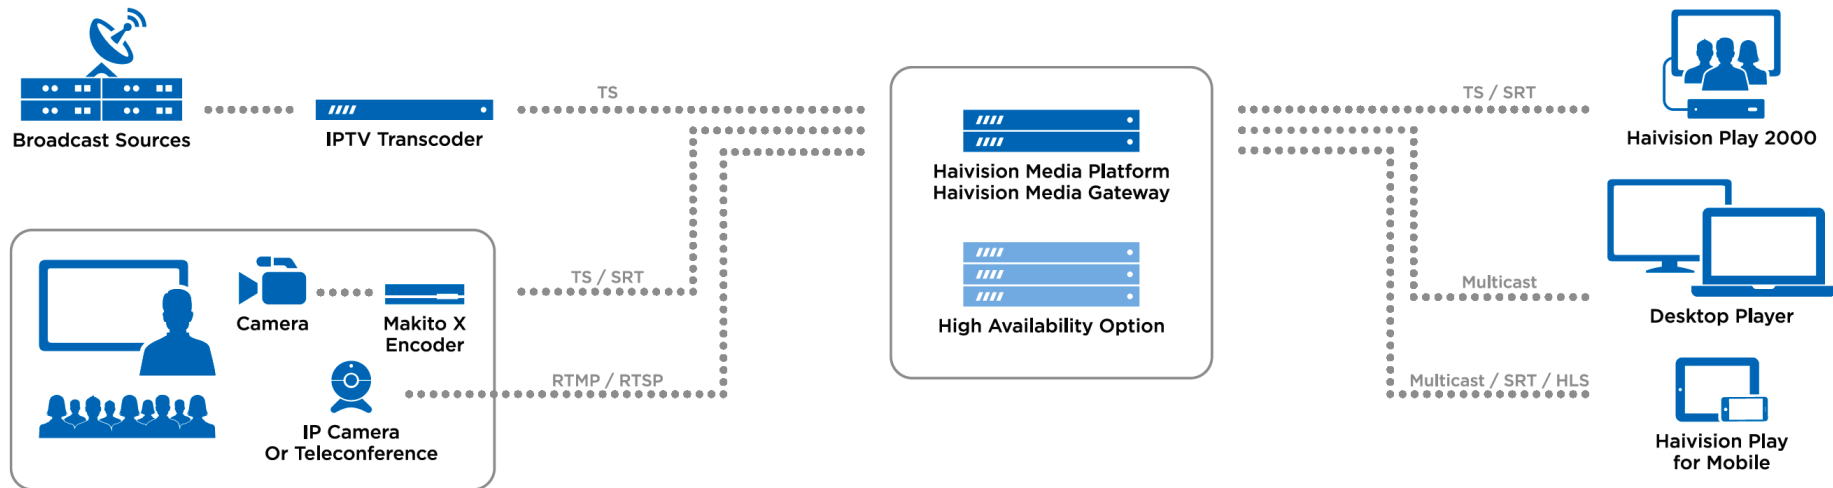 Broadcast Sources
IPTV Transcoder
TS
Camera
Makito X
Encoder
TS / SRT
IP Camera
Or Teleconference
RTMP / RTSP
Haivision Media Platform
Haivision Media Gateway
High Availability Option
TS / SRT
Haivision Play 2000
Multicast
Desktop Player
Multicast / SRT / HLS
Haivision Play
for Mobile